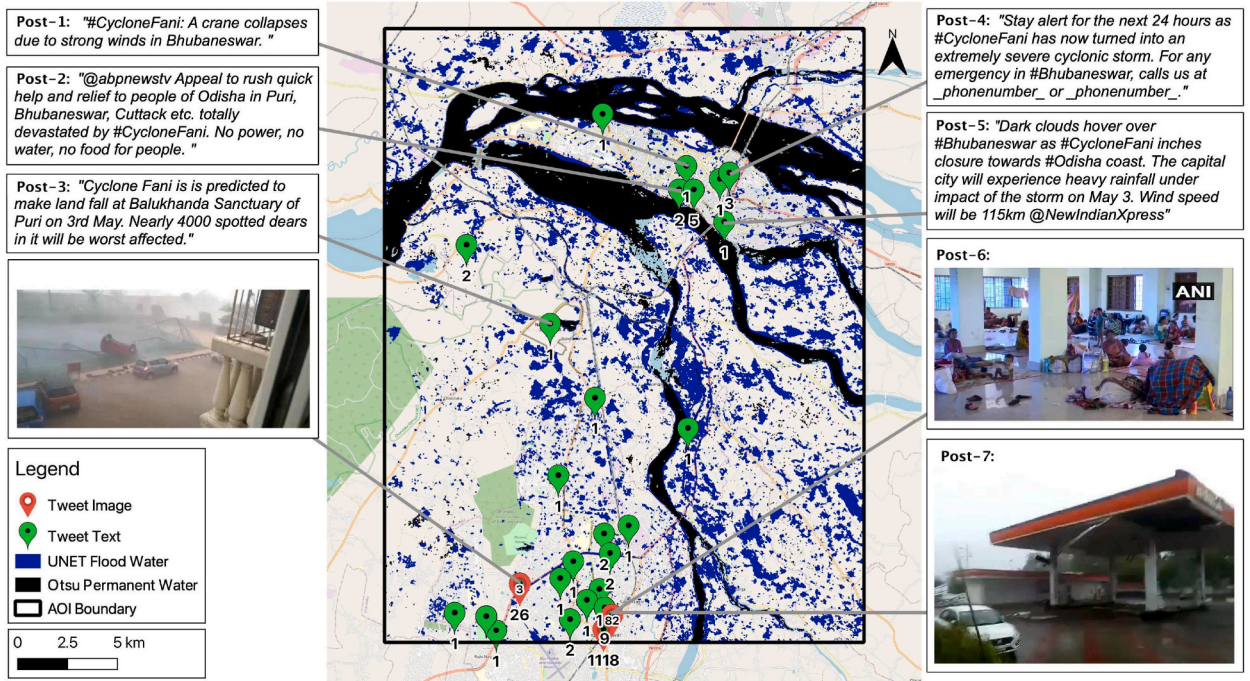 Post-1: "#CycloneFani: A crane collapses
due to strong winds in Bhubaneswar. "
Post-2: "@abpnewstv Appeal to rush quick
help and relief to people of Odisha in Puri,
Bhubaneswar, Cuttack etc. totally
devastated by #CycloneFani. No power, no
water, no food for people. "
Post-3: "Cyclone Fani is is predicted to
make land fall at Balukhanda Sanctuary of
Puri on 3rd May. Nearly 4000 spotted dears
in it will be worst affected."
Legend
Tweet Image
Tweet Text
UNET Flood Water
Otsu Permanent Water
AOI Boundary
0 2.5 5 km
N
1
1
1 3
2 5
1
2
1
1
1
1
1
2
2
1
1
3
26
1
1
1
2
1 82
9
1118
Post-4: "Stay alert for the next 24 hours as
#CycloneFani has now turned into an
extremely severe cyclonic storm. For any
emergency in #Bhubaneswar, calls us at
_phonenumber_ or _phonenumber_."
Post-5: "Dark clouds hover over
#Bhubaneswar as #CycloneFani inches
closure towards #Odisha coast. The capital
city will experience heavy rainfall under
impact of the storm on May 3. Wind speed
will be 115km @NewIndianXpress"
Post-6:
ANI
Post-7: